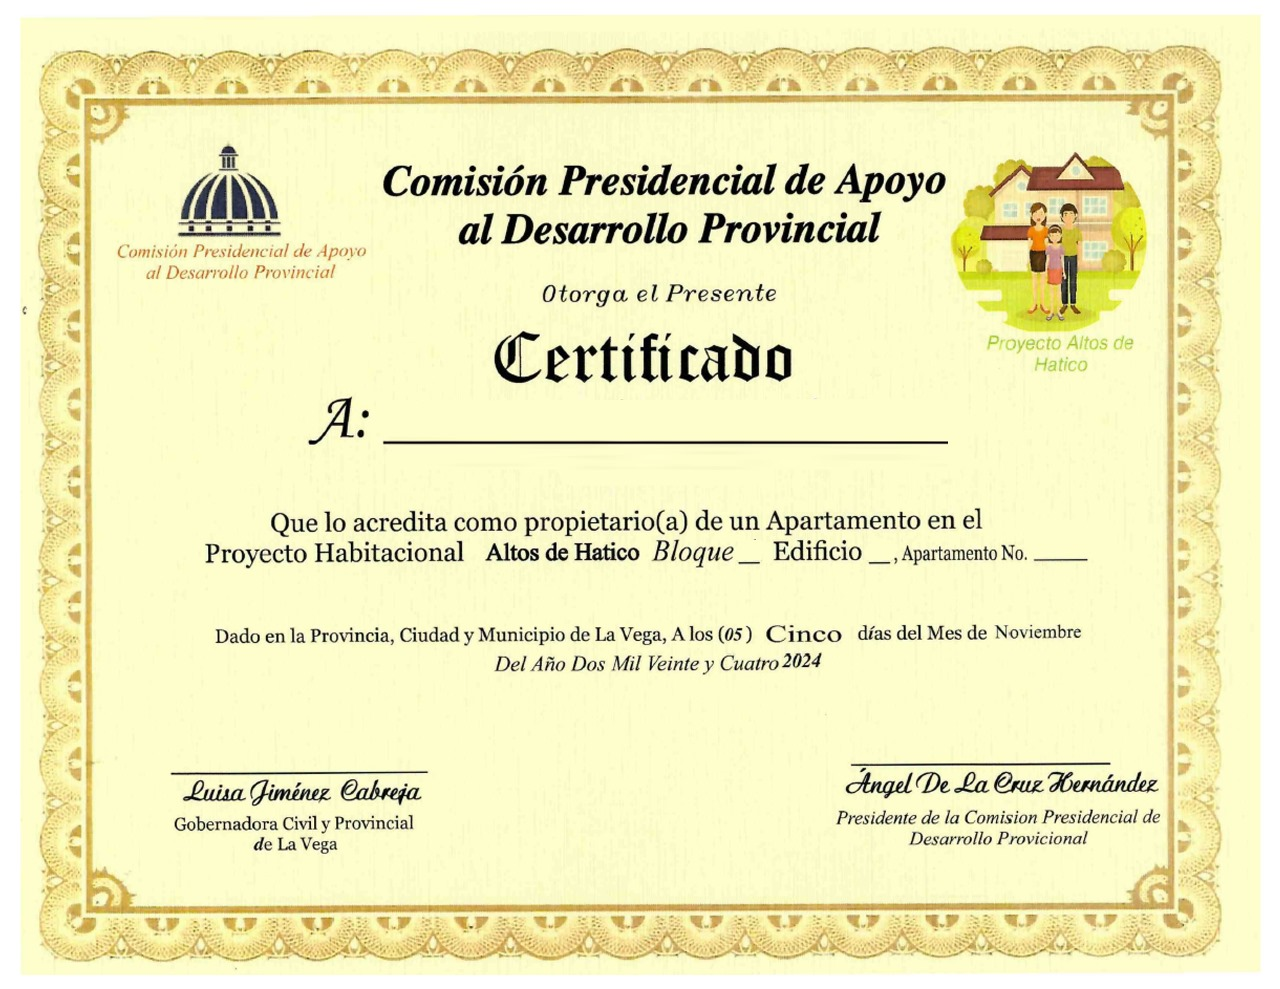 Comisión Presidencial de Apoyo
al Desarrollo Provincial
Comisión Presidencial de Apoyo
al Desarrollo Provincial
Otorga el Presente
Proyecto Altos de
Hatico
Certificado
A: ____________________
Que lo acredita como propietario(a) de un Apartamento en el
Proyecto Habitacional Altos de Hatico Bloque __ Edificio __, Apartamento No. _____
Dado en la Provincia, Ciudad y Municipio de La Vega, A los (05) Cinco días del Mes de Noviembre
Del Año Dos Mil Veinte y Cuatro 2024
Luisa Jiménez Cabreja
Gobernadora Civil y Provincial
de La Vega
Ángel De La Cruz Hernández
Presidente de la Comision Presidencial de
Desarrollo Provicional